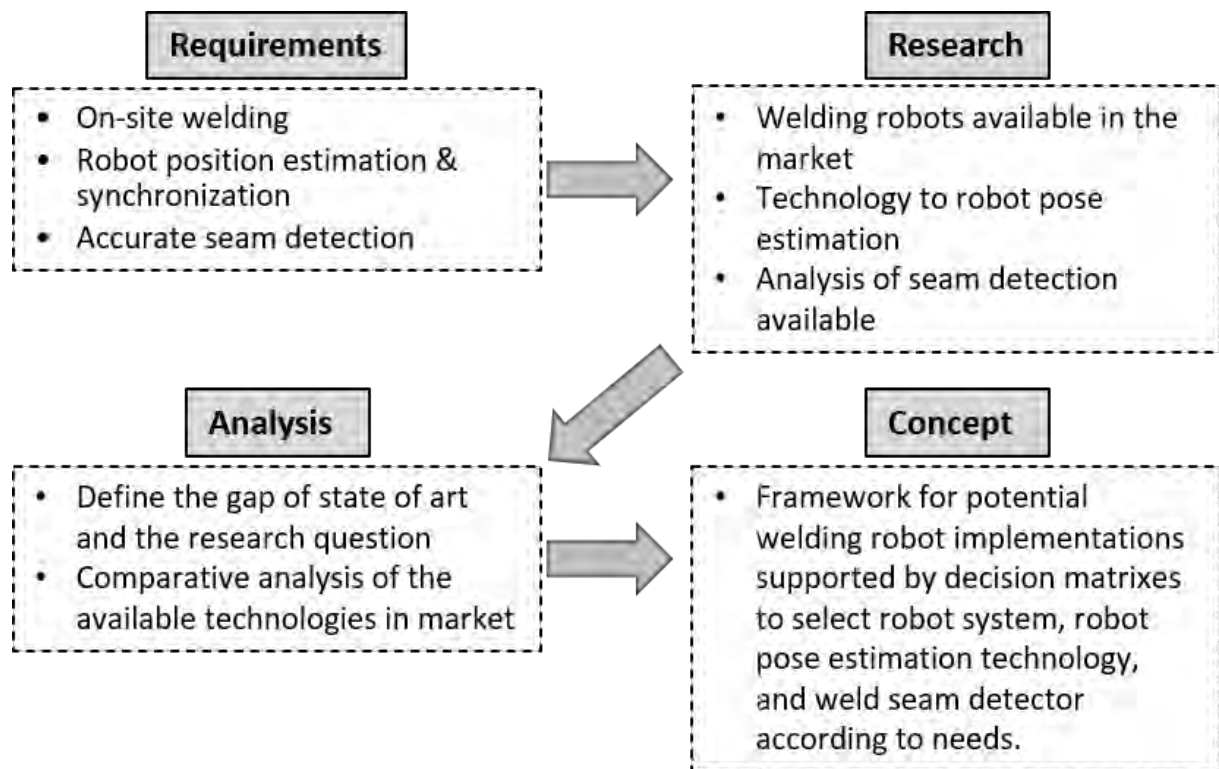 Requirements
• On-site welding
• Robot position estimation &
synchronization
• Accurate seam detection
Research
• Welding robots available in the
market
• Technology to robot pose
estimation
• Analysis of seam detection
available
Analysis
• Define the gap of state of art
and the research question
• Comparative analysis of the
available technologies in market
Concept
• Framework for potential
welding robot implementations
supported by decision matrixes
to select robot system, robot
pose estimation technology,
and weld seam detector
according to needs.